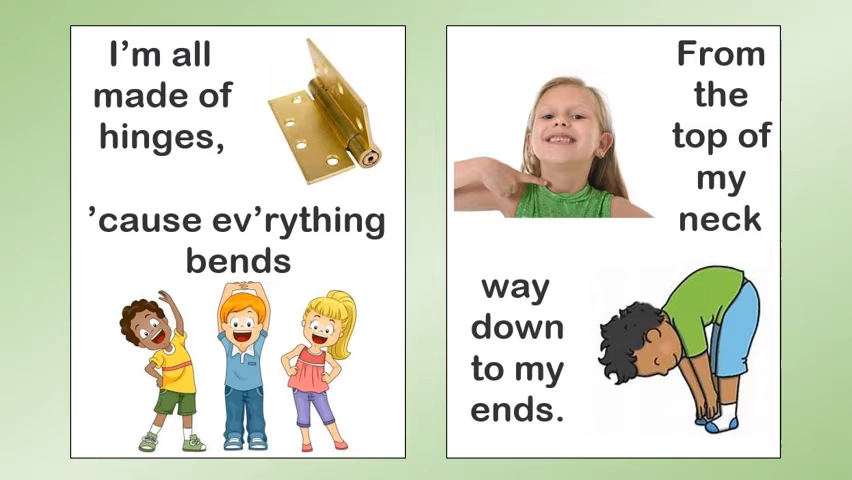 I’m all
made of
hinges,
’cause ev’rything
bends
From
the
top of
my
neck
way
down
to my
ends.